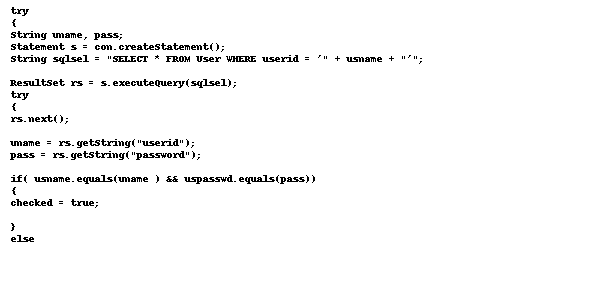 try
{
String uname, pass;
Statement s = con.createStatement();
String sqlsel = "SELECT * FROM User WHERE userid = '" + usname + "'";
ResultSet rs = s.executeQuery(sqlsel);
try
{
rs.next();
uname = rs.getString("userid");
pass = rs.getString("password");
if( usname.equals(uname ) && uspasswd.equals(pass))
{
checked = true;
}
else